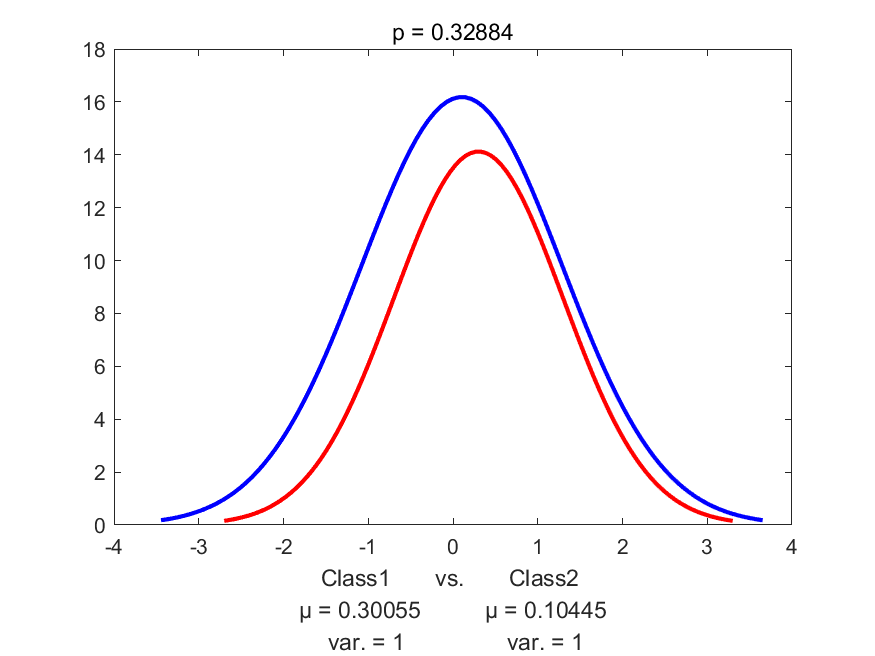 p = 0.32884
18
16
14
12
10
8
6
4
2
0
-4 -3 -2 -1 0 1 2 3 4
Class1 vs. Class2
μ = 0.30055 μ = 0.10445
var. = 1 var. = 1